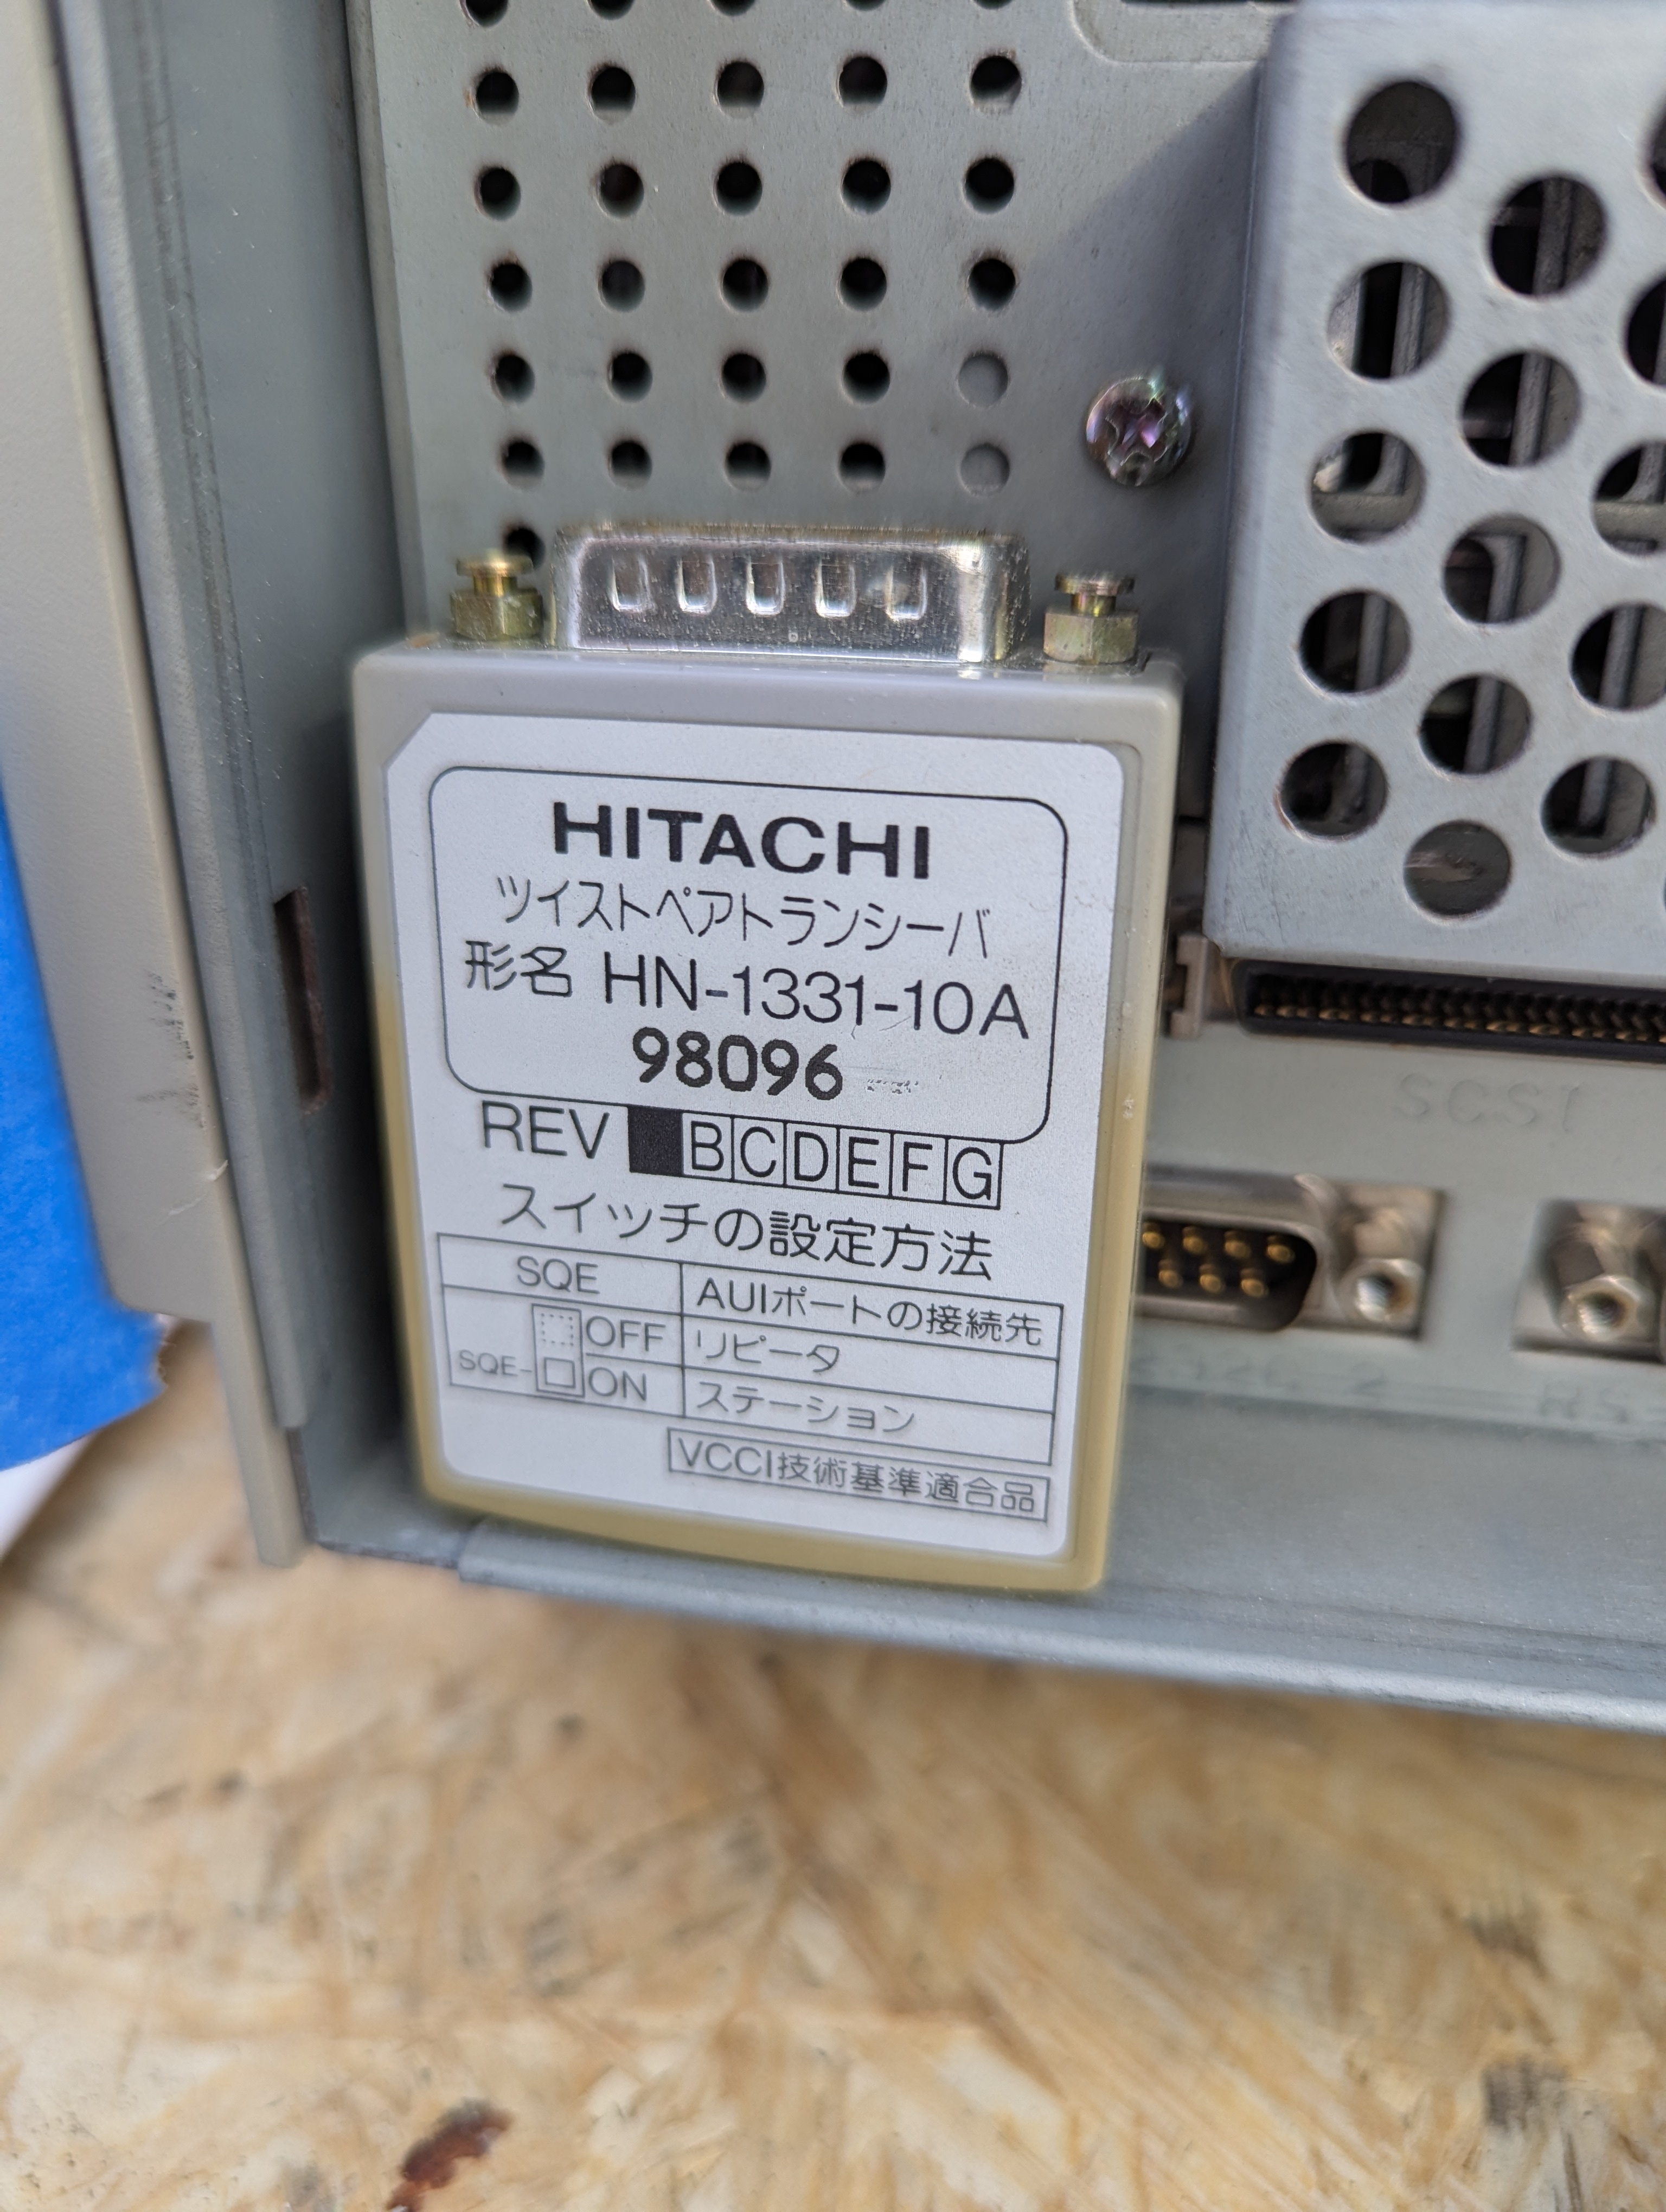 HITACHI
ツイストペアトランシーバ
形名 HN-1331-10A
98096
REV BCDEFG
スイッチの設定方法
SQE AUIポートの接続先
OFF リピータ
SQE- ON ステーション
VCCI技術基準適合品
SCSI